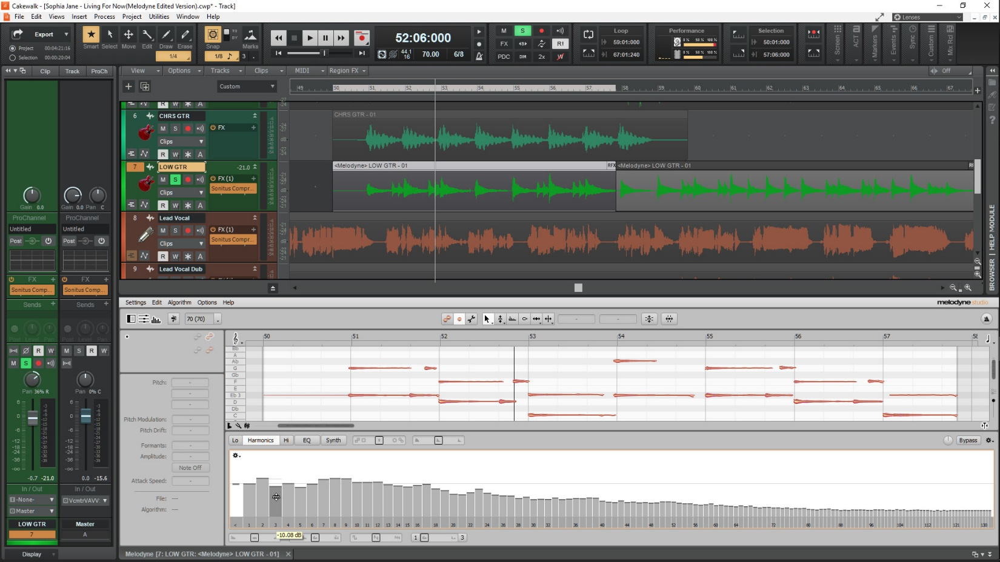 Cakewalk - [Sophia Jane - Living For Now(Melodyne Edited Version).cwp* - Track]
File Edit Views Insert Process Project Utilities Window Help
Lenses
Export
Project 00:04:21:16
Selection 00:00:20:04
Smart Select Move Edit Draw Erase Snap Marks
TO
BY
1/4
1/8 3
52:06:000
44.1
16
70.00 6/8
M S
FX R!
PDC DIM 2x W
Loop
59:01:000
67:01:240
Performance
0 % 50 % 100 %
0 % 50 % 100 %
Selection
50:01:000
57:06:000
Screen
ACT
Markers
Events
Sync
Custom
Mix Rcl
Clip Track ProCh
View Options Tracks Clips MIDI Region FX
Off
Custom
49 50 51 52 53 54 55 56 57 58 59 60 61 62 63 64 65 66 67
R W A
6 CHRS GTR
M S
FX
Clips
R W A
CHRS GTR - 01
7 LOW GTR -21.0
M S
FX (1)
Sonitus Compr...
Clips
R W A
<Melodyne> LOW GTR - 01 RFX
<Melodyne> LOW GTR - 01
8 Lead Vocal
M S
FX (1)
Sonitus Compr...
Clips
R W A
9 Lead Vocal Dub
BROWSER | HELP MODULE
Gain 0.0
Gain 0.0 Pan C
ProChannel ProChannel
Untitled Untitled
Post Post
FX FX
Sonitus Comp... Sonitus Comp...
Sends Sends
Post Level Pan Post Level Pan
R W M S R W
M S
Pan 36% R Pan 0% C
-0.7 -21.0 0.0 -15.6
In / Out In / Out
-None- VcmtrVAVV:
Master
LOW GTR Master
7 A
Display
Settings Edit Algorithm Options Help
melodyne studio
70 (70)
50 51 52 53 54 55 56 57 58
Bb
A
Ab
G
Gb
F
E
Eb 3
D
Db
C
Pitch: -
-
-
Pitch Modulation: -
Pitch Drift: -
Formants: -
Amplitude: -
Note Off
Attack Speed: -
File: ---
Algorithm: ---
Lo Harmonics Hi EQ Synth
Bypass
< 1 2 3 4 5 6 7 8 9 10 11 12 13 14 15 16 18 20 22 24 26 28 30 32 36 40 44 48 52 56 60 64 72 80 88 96 104 112 121 130
-10.08 dB
1 3
Melodyne [7: LOW GTR: <Melodyne> LOW GTR - 01]